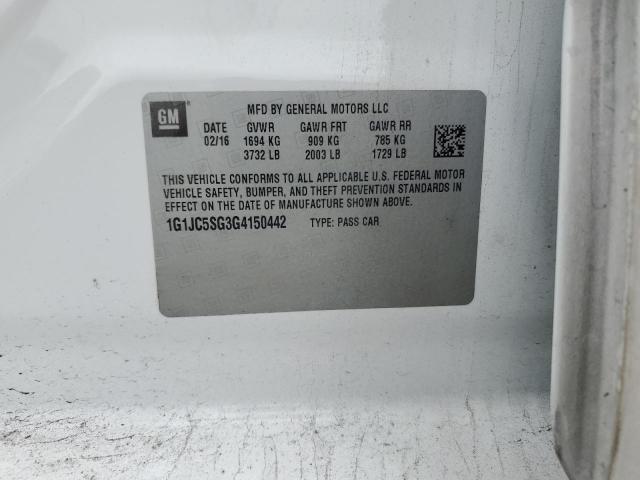 GM
MFD BY GENERAL MOTORS LLC
DATE GVWR GAWR FRT GAWR RR
02/16 1694 KG 909 KG 785 KG
3732 LB 2003 LB 1729 LB
THIS VEHICLE CONFORMS TO ALL APPLICABLE U.S. FEDERAL MOTOR
VEHICLE SAFETY, BUMPER, AND THEFT PREVENTION STANDARDS IN
EFFECT ON THE DATE OF MANUFACTURE SHOWN ABOVE.
1G1JC5SG3G4150442 TYPE: PASS CAR